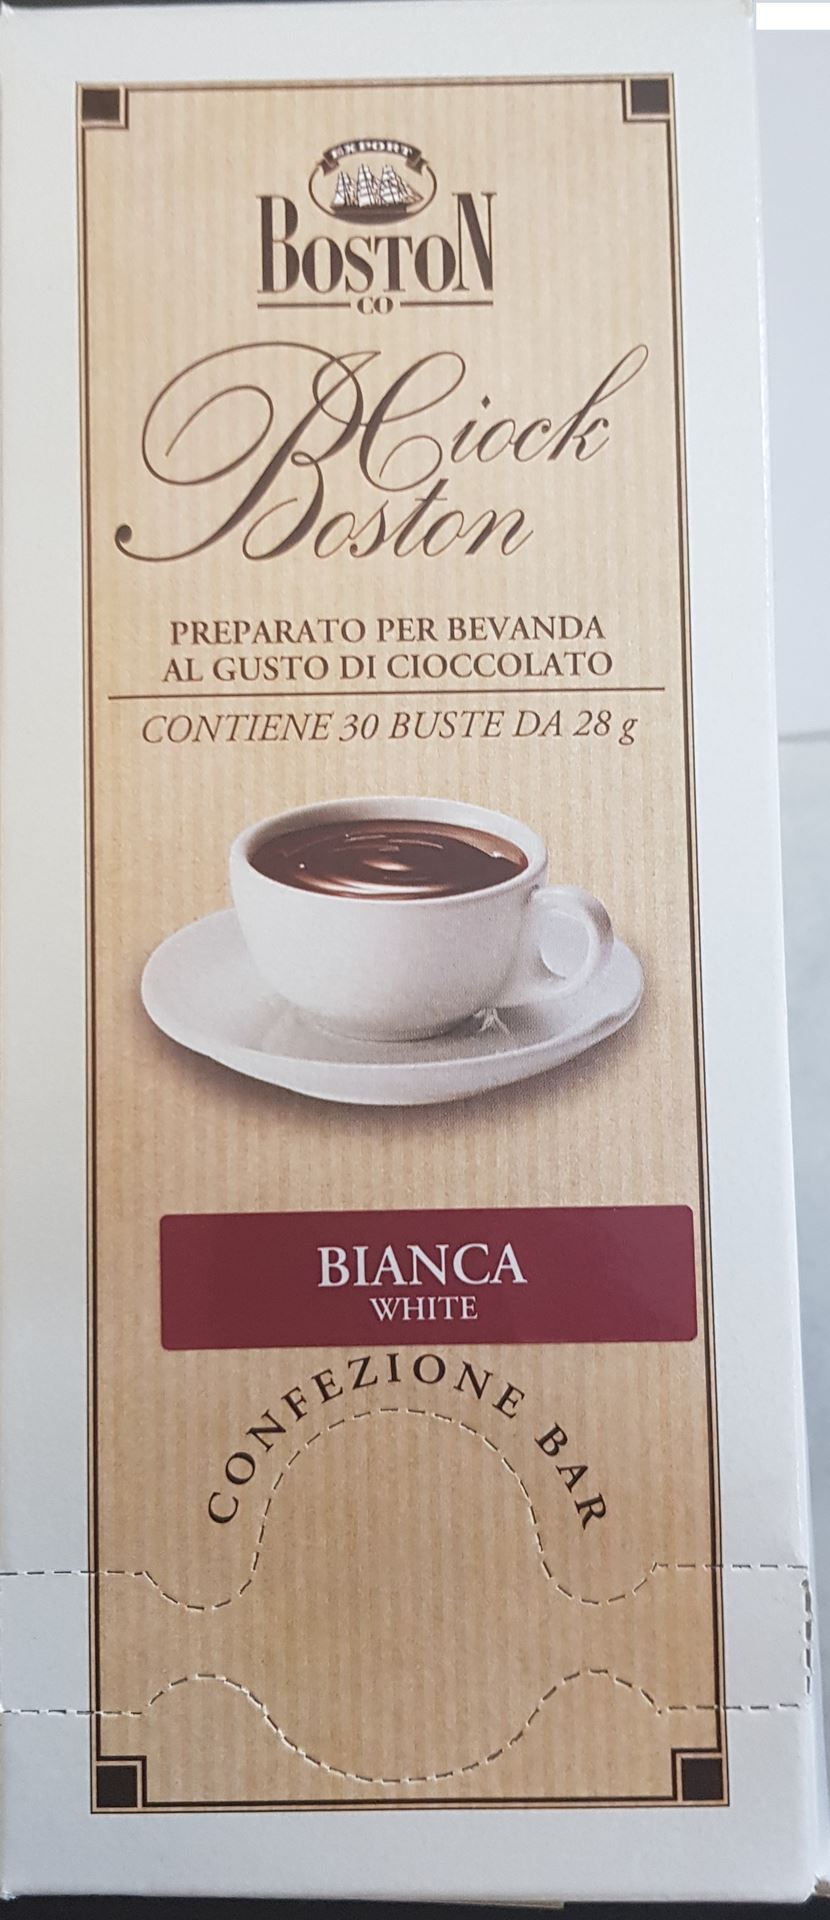 EXPORT
BOSTON
CO
Ciock
Boston
PREPARATO PER BEVANDA
AL GUSTO DI CIOCCOLATO
CONTIENE 30 BUSTE DA 28 g
BIANCA
WHITE
CONFEZIONE BAR